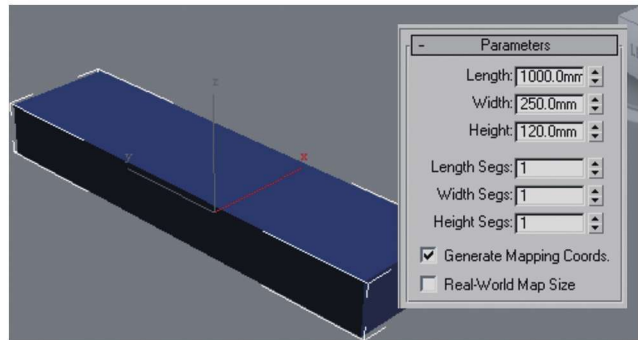 z
y
x
- Parameters
Length: 1000.0mm
Width: 250.0mm
Height: 120.0mm
Length Segs: 1
Width Segs: 1
Height Segs: 1
Generate Mapping Coords.
Real-World Map Size